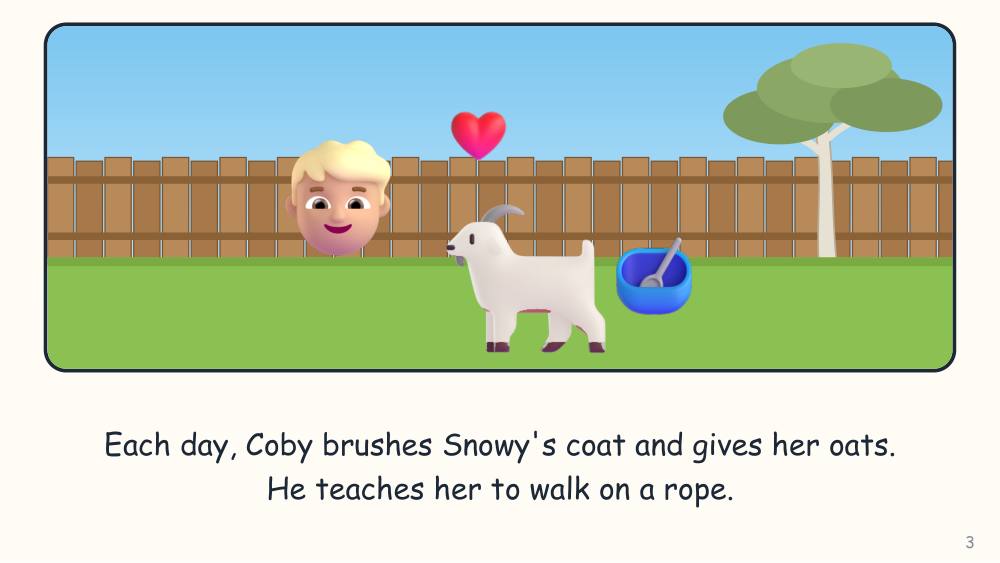 Each day, Coby brushes Snowy's coat and gives her oats.
He teaches her to walk on a rope.
3